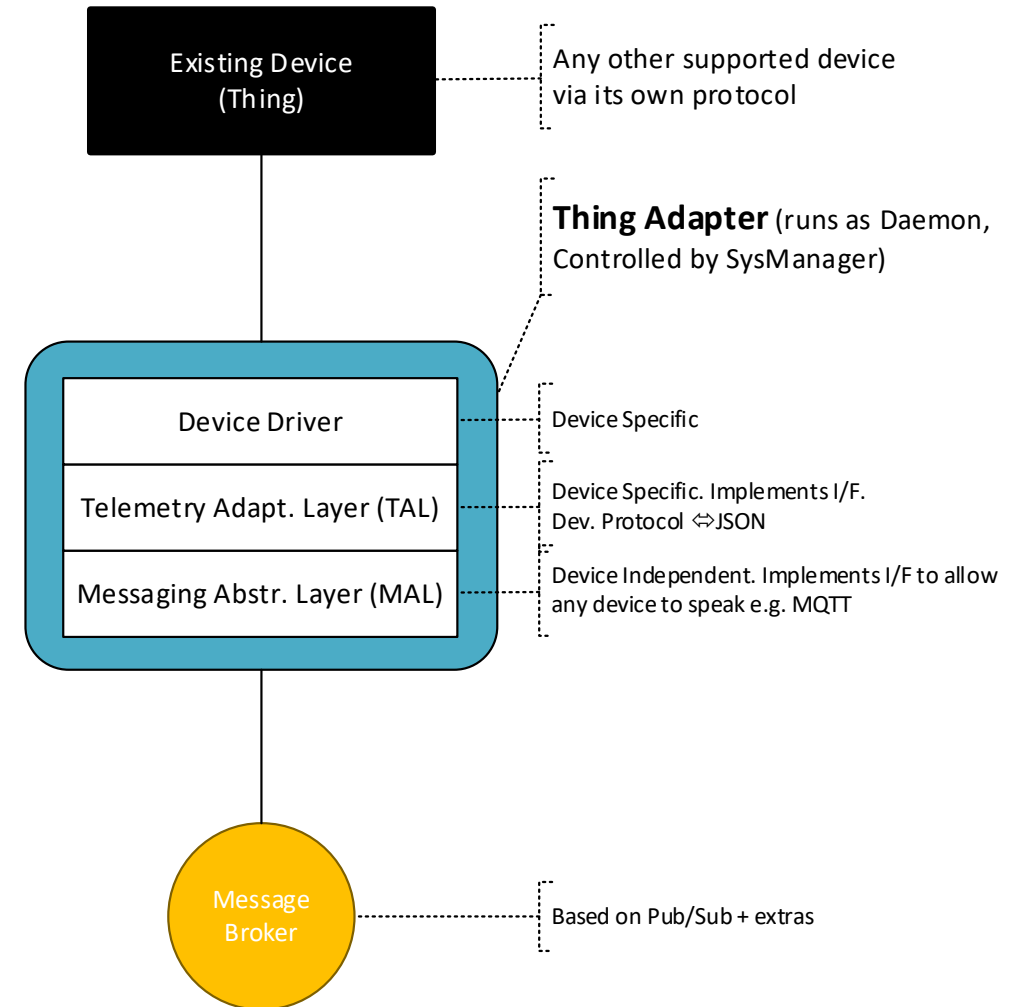 Existing Device
(Thing)
Any other supported device
via its own protocol
Thing Adapter (runs as Daemon,
Controlled by SysManager)
Device Driver
Device Specific
Telemetry Adapt. Layer (TAL)
Device Specific. Implements I/F.
Dev. Protocol ⇔JSON
Messaging Abstr. Layer (MAL)
Device Independent. Implements I/F to allow
any device to speak e.g. MQTT
Message
Broker
Based on Pub/Sub + extras